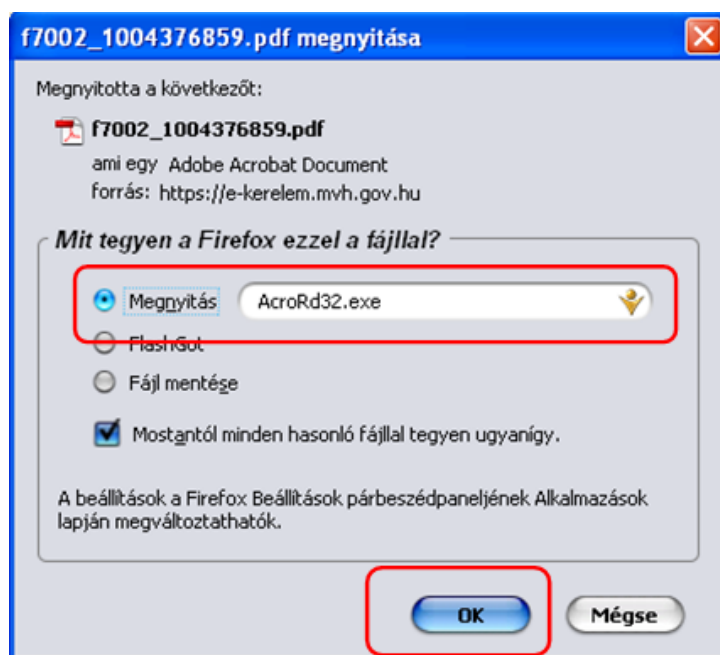 f7002_1004376859.pdf megnyitása
Megnyitotta a következőt:
f7002_1004376859.pdf
ami egy Adobe Acrobat Document
forrás: https://e-kerelem.mvh.gov.hu
Mit tegyen a Firefox ezzel a fájllal?
Megnyitás AcroRd32.exe
FlashGot
Fájl mentése
Mostantól minden hasonló fájllal tegyen ugyanígy.
A beállítások a Firefox Beállítások párbeszédpaneljének Alkalmazások
lapján megváltoztathatók.
OK Mégse